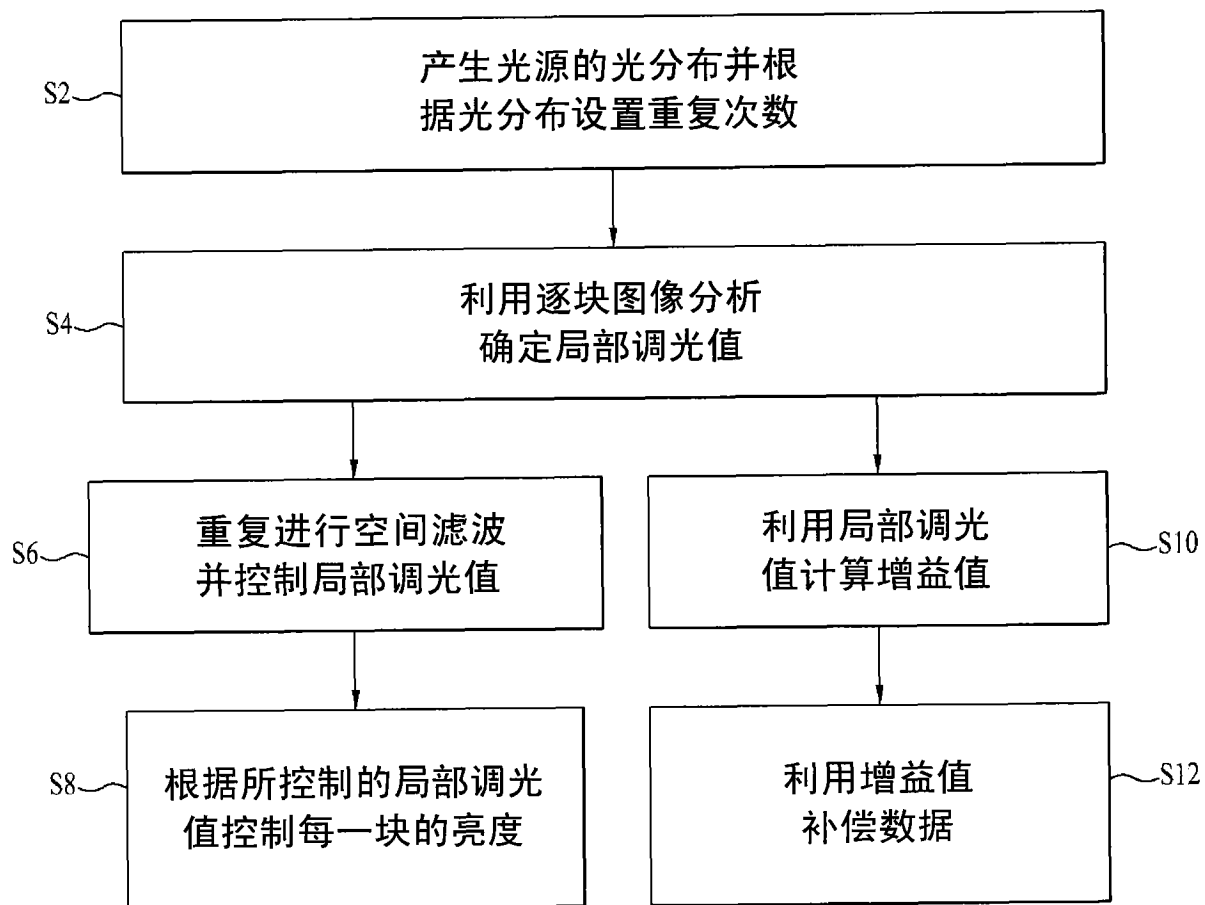 S2
产生光源的光分布并根
据光分布设置重复次数
S4
利用逐块图像分析
确定局部调光值
S6
重复进行空间滤波
并控制局部调光值
利用局部调光
值计算增益值
S10
S8
根据所控制的局部调光
值控制每一块的亮度
利用增益值
补偿数据
S12